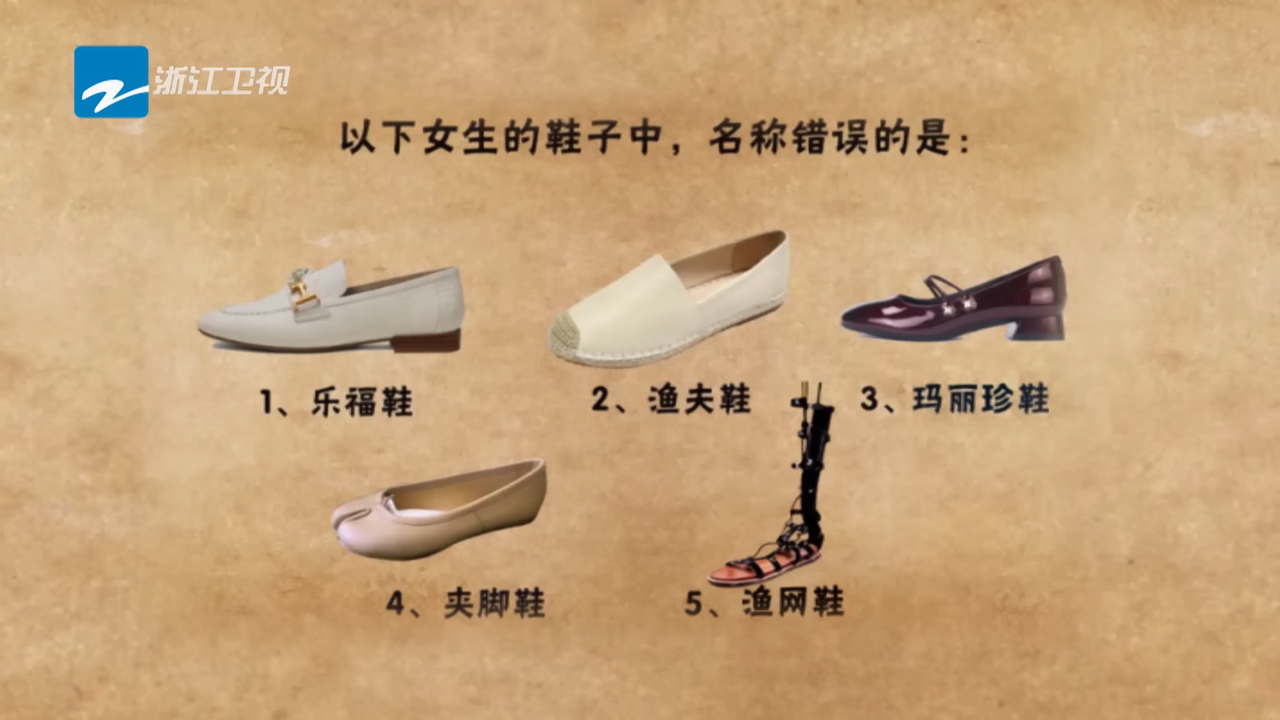 浙江卫视
以下女生的鞋子中，名称错误的是：
1、乐福鞋
2、渔夫鞋
3、玛丽珍鞋
4、夹脚鞋
5、渔网鞋